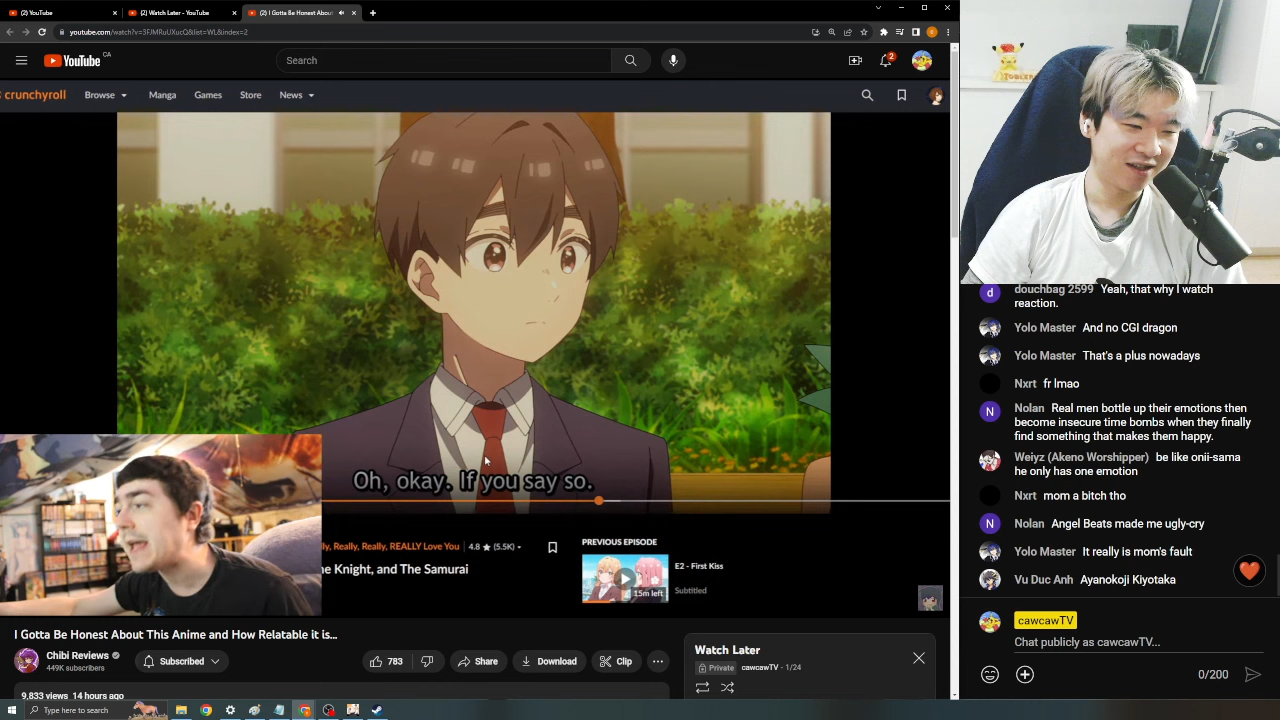 (2) YouTube
(2) Watch Later - YouTube
(2) I Gotta Be Honest About
youtube.com/watch?v=3FJMRuUXucQ&list=WL&index=2
YouTube CA
Search
2
crunchyroll
Browse
Manga
Games
Store
News
Oh, okay. If you say so.
ly, Really, Really, REALLY Love You
4.8 ★ (5.5K)
ne Knight, and The Samurai
PREVIOUS EPISODE
E2 - First Kiss
Subtitled
15m left
I Gotta Be Honest About This Anime and How Relatable it is...
Chibi Reviews
449K subscribers
Subscribed
783
Share
Download
Clip
9,833 views 14 hours ago
Watch Later
Private cawcawTV - 1/24
Type here to search
douchbag 2599 Yeah, that why I watch
reaction.
Yolo Master And no CGI dragon
Yolo Master That's a plus nowadays
Nxrt fr lmao
N
Nolan Real men bottle up their emotions then
become insecure time bombs when they finally
find something that makes them happy.
Weiyz (Akeno Worshipper) be like onii-sama
he only has one emotion
Nxrt mom a bitch tho
N
Nolan Angel Beats made me ugly-cry
Yolo Master It really is mom's fault
Vu Duc Anh Ayanokoji Kiyotaka
cawcawTV
Chat publicly as cawcawTV...
0/200